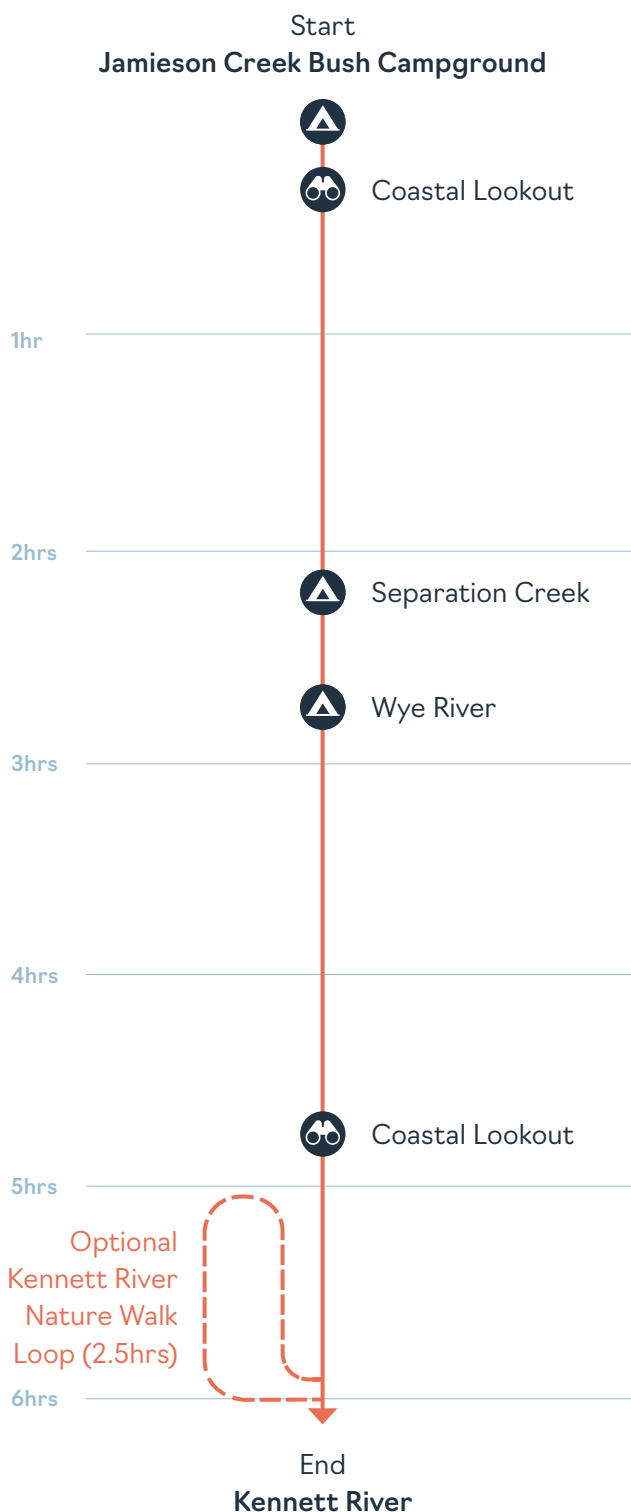 Start
Jamieson Creek Bush Campground
Coastal Lookout
1hr
2hrs
Separation Creek
Wye River
3hrs
4hrs
Coastal Lookout
5hrs
Optional
Kennett River
Nature Walk
Loop (2.5hrs)
6hrs
End
Kennett River